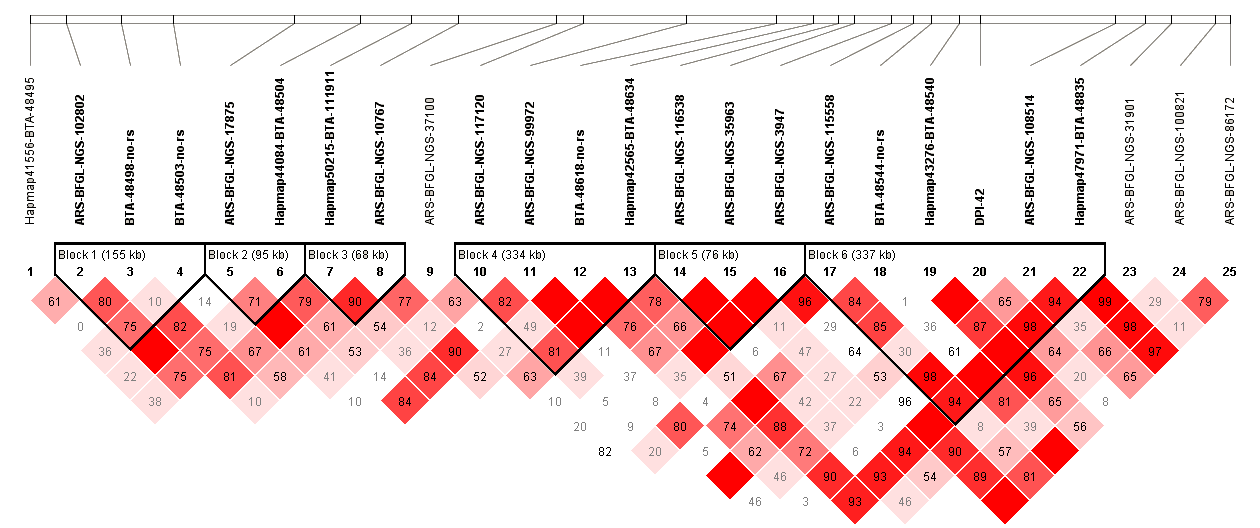 Hapmap41556-BTA-48495
ARS-BFGL-NGS-102802
BTA-48498-no-rs
BTA-48503-no-rs
ARS-BFGL-NGS-17875
Hapmap44084-BTA-48504
Hapmap50215-BTA-111911
ARS-BFGL-NGS-10767
ARS-BFGL-NGS-37100
ARS-BFGL-NGS-117120
ARS-BFGL-NGS-99972
BTA-48618-no-rs
Hapmap42565-BTA-48634
ARS-BFGL-NGS-116538
ARS-BFGL-NGS-35963
ARS-BFGL-NGS-3947
ARS-BFGL-NGS-115558
BTA-48544-no-rs
Hapmap43276-BTA-48540
DPI-42
ARS-BFGL-NGS-108514
Hapmap47971-BTA-48835
ARS-BFGL-NGS-31901
ARS-BFGL-NGS-100821
ARS-BFGL-NGS-86172
Block 1 (155 kb) Block 2 (95 kb) Block 3 (68 kb) Block 4 (334 kb) Block 5 (76 kb) Block 6 (337 kb)
1 2 3 4 5 6 7 8 9 10 11 12 13 14 15 16 17 18 19 20 21 22 23 24 25
61 80 10 14 71 79 90 77 63 82 78 96 84 1 65 94 99 29 79
0 75 82 19 61 54 12 2 49 76 66 11 29 85 36 87 98 35 98 11
36 75 67 61 53 36 90 27 81 11 67 6 47 64 30 61 64 66 97
22 75 81 58 41 14 84 52 63 39 37 35 51 67 27 53 98 96 20 65
38 10 10 84 10 5 8 4 42 22 96 94 81 65 8
20 9 80 74 88 37 3 8 39 56
82 20 5 62 72 6 94 90 57
46 90 93 54 89 81
46 3 93 46